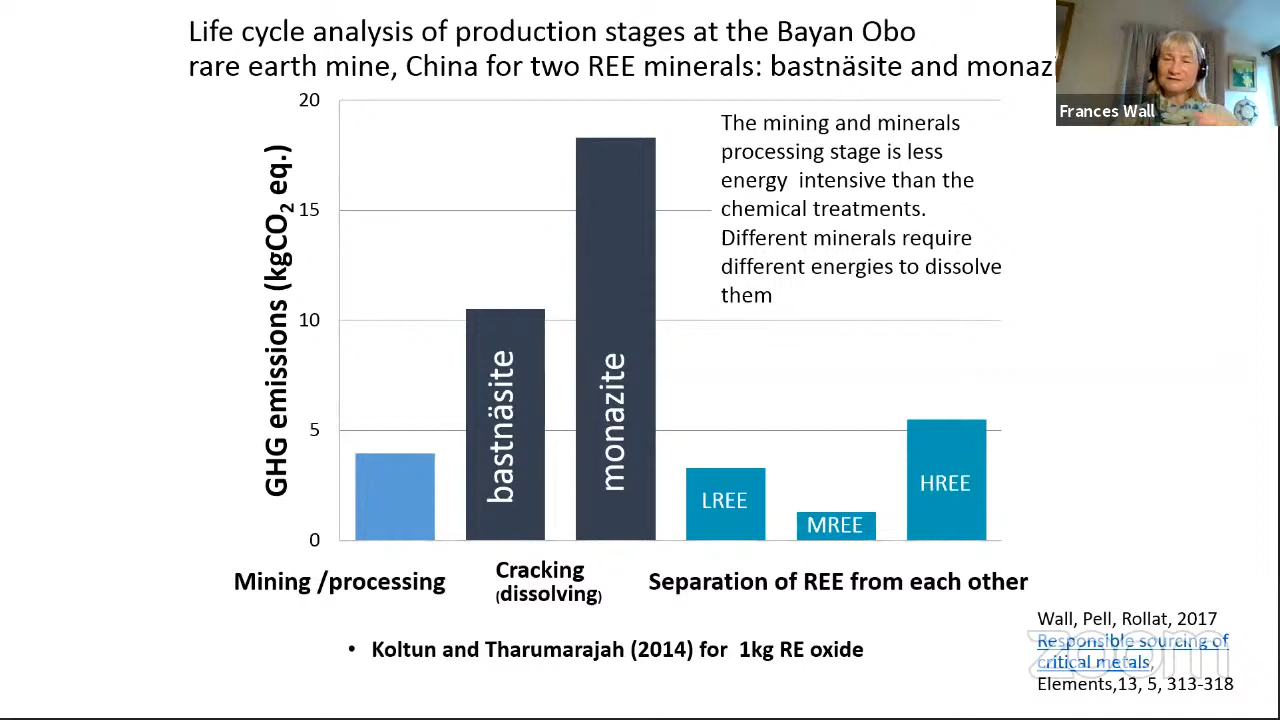 Life cycle analysis of production stages at the Bayan Obo
rare earth mine, China for two REE minerals: bastnäsite and monazi
Frances Wall
GHG emissions (kgCO2 eq.)
20
15
10
5
0
The mining and minerals
processing stage is less
energy intensive than the
chemical treatments.
Different minerals require
different energies to dissolve
them
bastnäsite
monazite
LREE
MREE
HREE
Mining /processing
Cracking
(dissolving)
Separation of REE from each other
• Koltun and Tharumarajah (2014) for 1kg RE oxide
Wall, Pell, Rollat, 2017
Responsible sourcing of
critical metals,
Elements,13, 5, 313-318
zoom